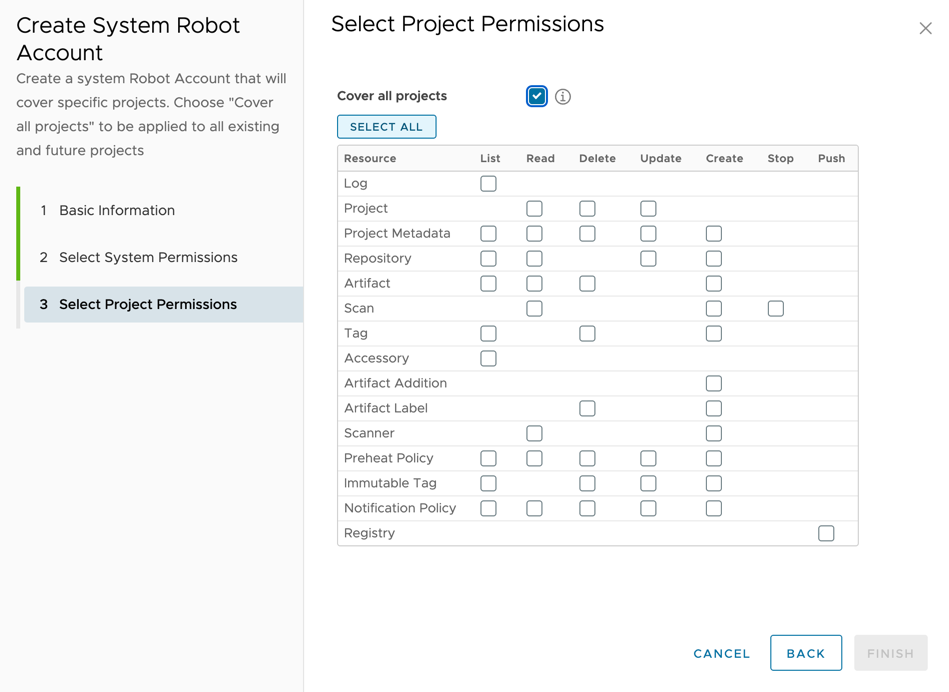 Create System Robot
Account
Create a system Robot Account that will
cover specific projects. Choose "Cover
all projects" to be applied to all existing
and future projects
1 Basic Information
2 Select System Permissions
3 Select Project Permissions
Select Project Permissions
Cover all projects
SELECT ALL
Resource List Read Delete Update Create Stop Push
Log
Project
Project Metadata
Repository
Artifact
Scan
Tag
Accessory
Artifact Addition
Artifact Label
Scanner
Preheat Policy
Immutable Tag
Notification Policy
Registry
CANCEL BACK FINISH